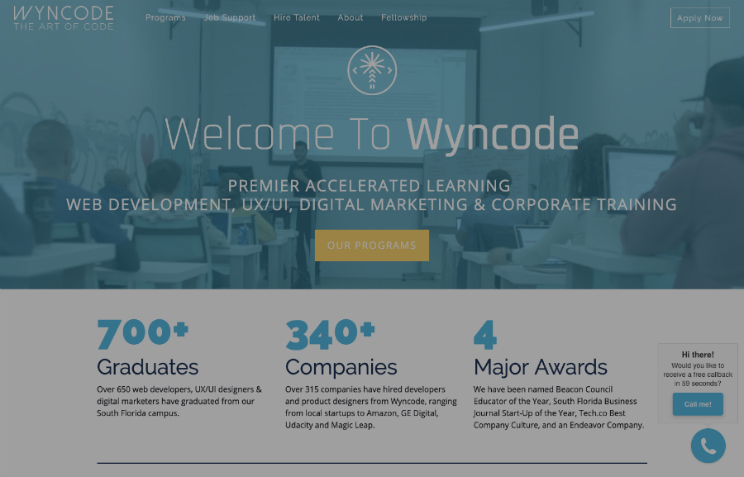 WYNCODE
THE ART OF CODE
Programs Job Support Hire Talent About Fellowship
Apply Now
Welcome To Wyncode
PREMIER ACCELERATED LEARNING
WEB DEVELOPMENT, UX/UI, DIGITAL MARKETING & CORPORATE TRAINING
OUR PROGRAMS
700+
Graduates
Over 650 web developers, UX/UI designers &
digital marketers have graduated from our
South Florida campus.
340+
Companies
Over 315 companies have hired developers
and product designers from Wyncode, ranging
from local startups to Amazon, GE Digital,
Udacity and Magic Leap.
4
Major Awards
We have been named Beacon Council
Educator of the Year, South Florida Business
Journal Start-Up of the Year, Tech.co Best
Company Culture, and an Endeavor Company.
Hi there!
Would you like to
receive a free callback
in 59 seconds?
Call me!